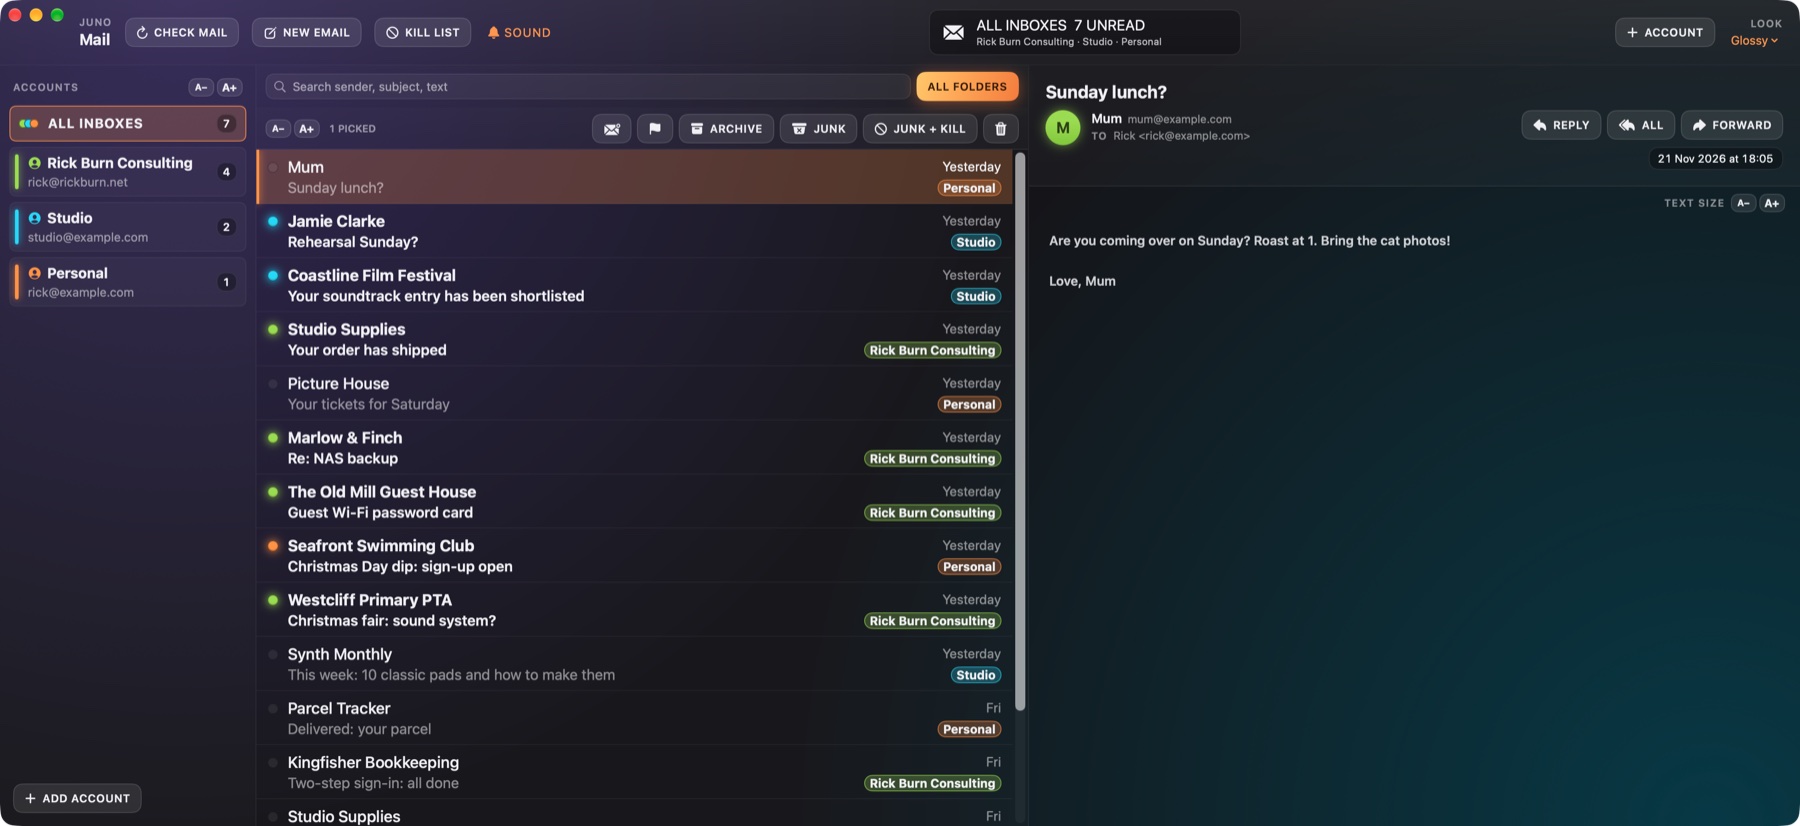 JUNO
Mail
CHECK MAIL
NEW EMAIL
KILL LIST
SOUND
ALL INBOXES 7 UNREAD
Rick Burn Consulting · Studio · Personal
ACCOUNT
LOOK
Glossy
ACCOUNTS
A-
A+
ALL INBOXES
7
Rick Burn Consulting
4
rick@rickburn.net
Studio
2
studio@example.com
Personal
1
rick@example.com
+ ADD ACCOUNT
Search sender, subject, text
ALL FOLDERS
A-
A+
1 PICKED
ARCHIVE
JUNK
JUNK + KILL
Mum
Yesterday
Sunday lunch?
Personal
Jamie Clarke
Yesterday
Rehearsal Sunday?
Studio
Coastline Film Festival
Yesterday
Your soundtrack entry has been shortlisted
Studio
Studio Supplies
Yesterday
Your order has shipped
Rick Burn Consulting
Picture House
Yesterday
Your tickets for Saturday
Personal
Marlow & Finch
Yesterday
Re: NAS backup
Rick Burn Consulting
The Old Mill Guest House
Yesterday
Guest Wi-Fi password card
Rick Burn Consulting
Seafront Swimming Club
Yesterday
Christmas Day dip: sign-up open
Personal
Westcliff Primary PTA
Yesterday
Christmas fair: sound system?
Rick Burn Consulting
Synth Monthly
Yesterday
This week: 10 classic pads and how to make them
Studio
Parcel Tracker
Fri
Delivered: your parcel
Personal
Kingfisher Bookkeeping
Fri
Two-step sign-in: all done
Rick Burn Consulting
Studio Supplies
Fri
Sunday lunch?
M
Mum mum@example.com
TO Rick <rick@example.com>
REPLY
ALL
FORWARD
21 Nov 2026 at 18:05
TEXT SIZE
A-
A+
Are you coming over on Sunday? Roast at 1. Bring the cat photos!
Love, Mum